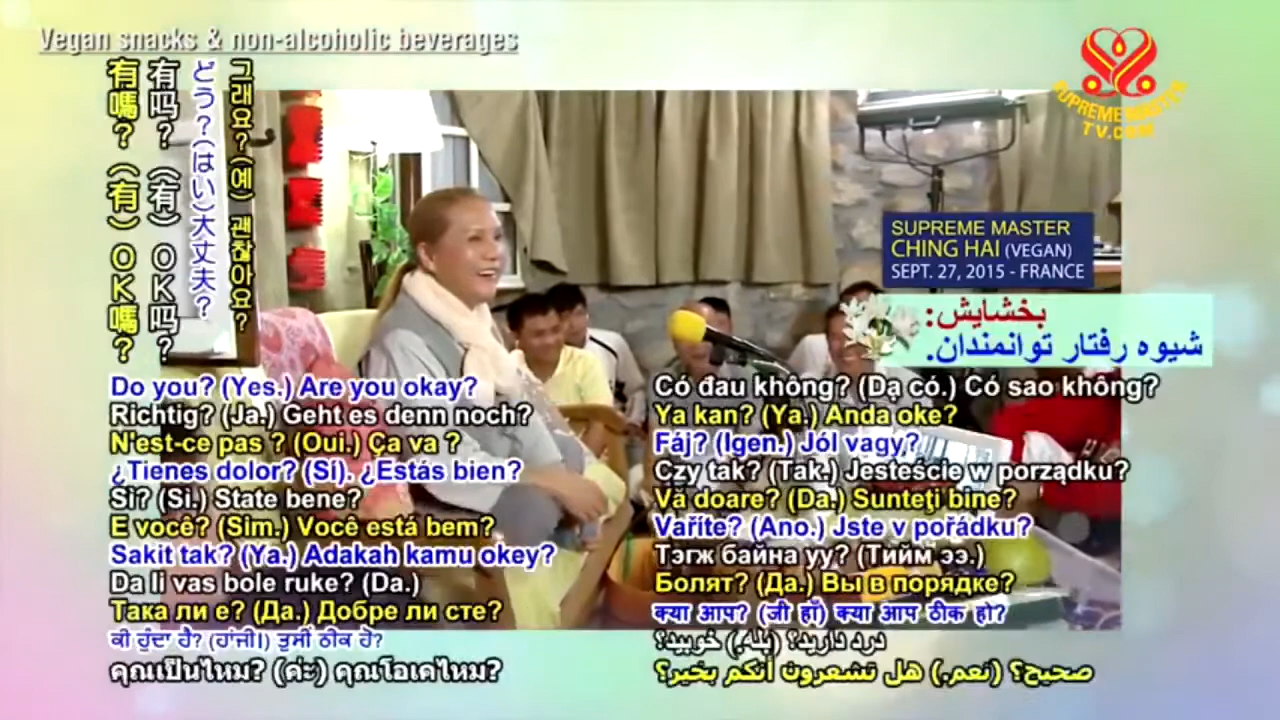 Vegan snacks & non-alcoholic beverages
SUPREME MASTER
TV.COM
有嗎？（有）OK嗎？
有吗？（有）OK吗？
どう？（はい）大丈夫？
그래요？（예）괜찮아요？
SUPREME MASTER
CHING HAI (VEGAN)
SEPT. 27, 2015 - FRANCE
بخشایش:
شیوه رفتار توانمندان.
Do you? (Yes.) Are you okay?
Richtig? (Ja.) Geht es denn noch?
N'est-ce pas ? (Oui.) Ça va ?
¿Tienes dolor? (Sí). ¿Estás bien?
Sì? (Sì.) State bene?
E você? (Sim.) Você está bem?
Sakit tak? (Ya.) Adakah kamu okey?
Da li vas bole ruke? (Da.)
Така ли е? (Да.) Добре ли сте?
ਕੀ ਹੁੰਦਾ ਹੈ? (ਹਾਂਜੀ।) ਤੁਸੀਂ ਠੀਕ ਹੋ?
คุณเป็นไหม? (ค่ะ) คุณโอเคไหม?
Có đau không? (Dạ có.) Có sao không?
Ya kan? (Ya.) Anda oke?
Fáj? (Igen.) Jól vagy?
Czy tak? (Tak.) Jesteście w porządku?
Vă doare? (Da.) Sunteţi bine?
Vaříte? (Ano.) Jste v pořádku?
Тэгж байна уу? (Тийм ээ.)
Болят? (Да.) Вы в порядке?
क्या आप? (जी हाँ) क्या आप ठीक हो?
درد دارید؟ (بله.) خوبید؟
صحيح؟ (نعم.) هل تشعرون أنكم بخير؟